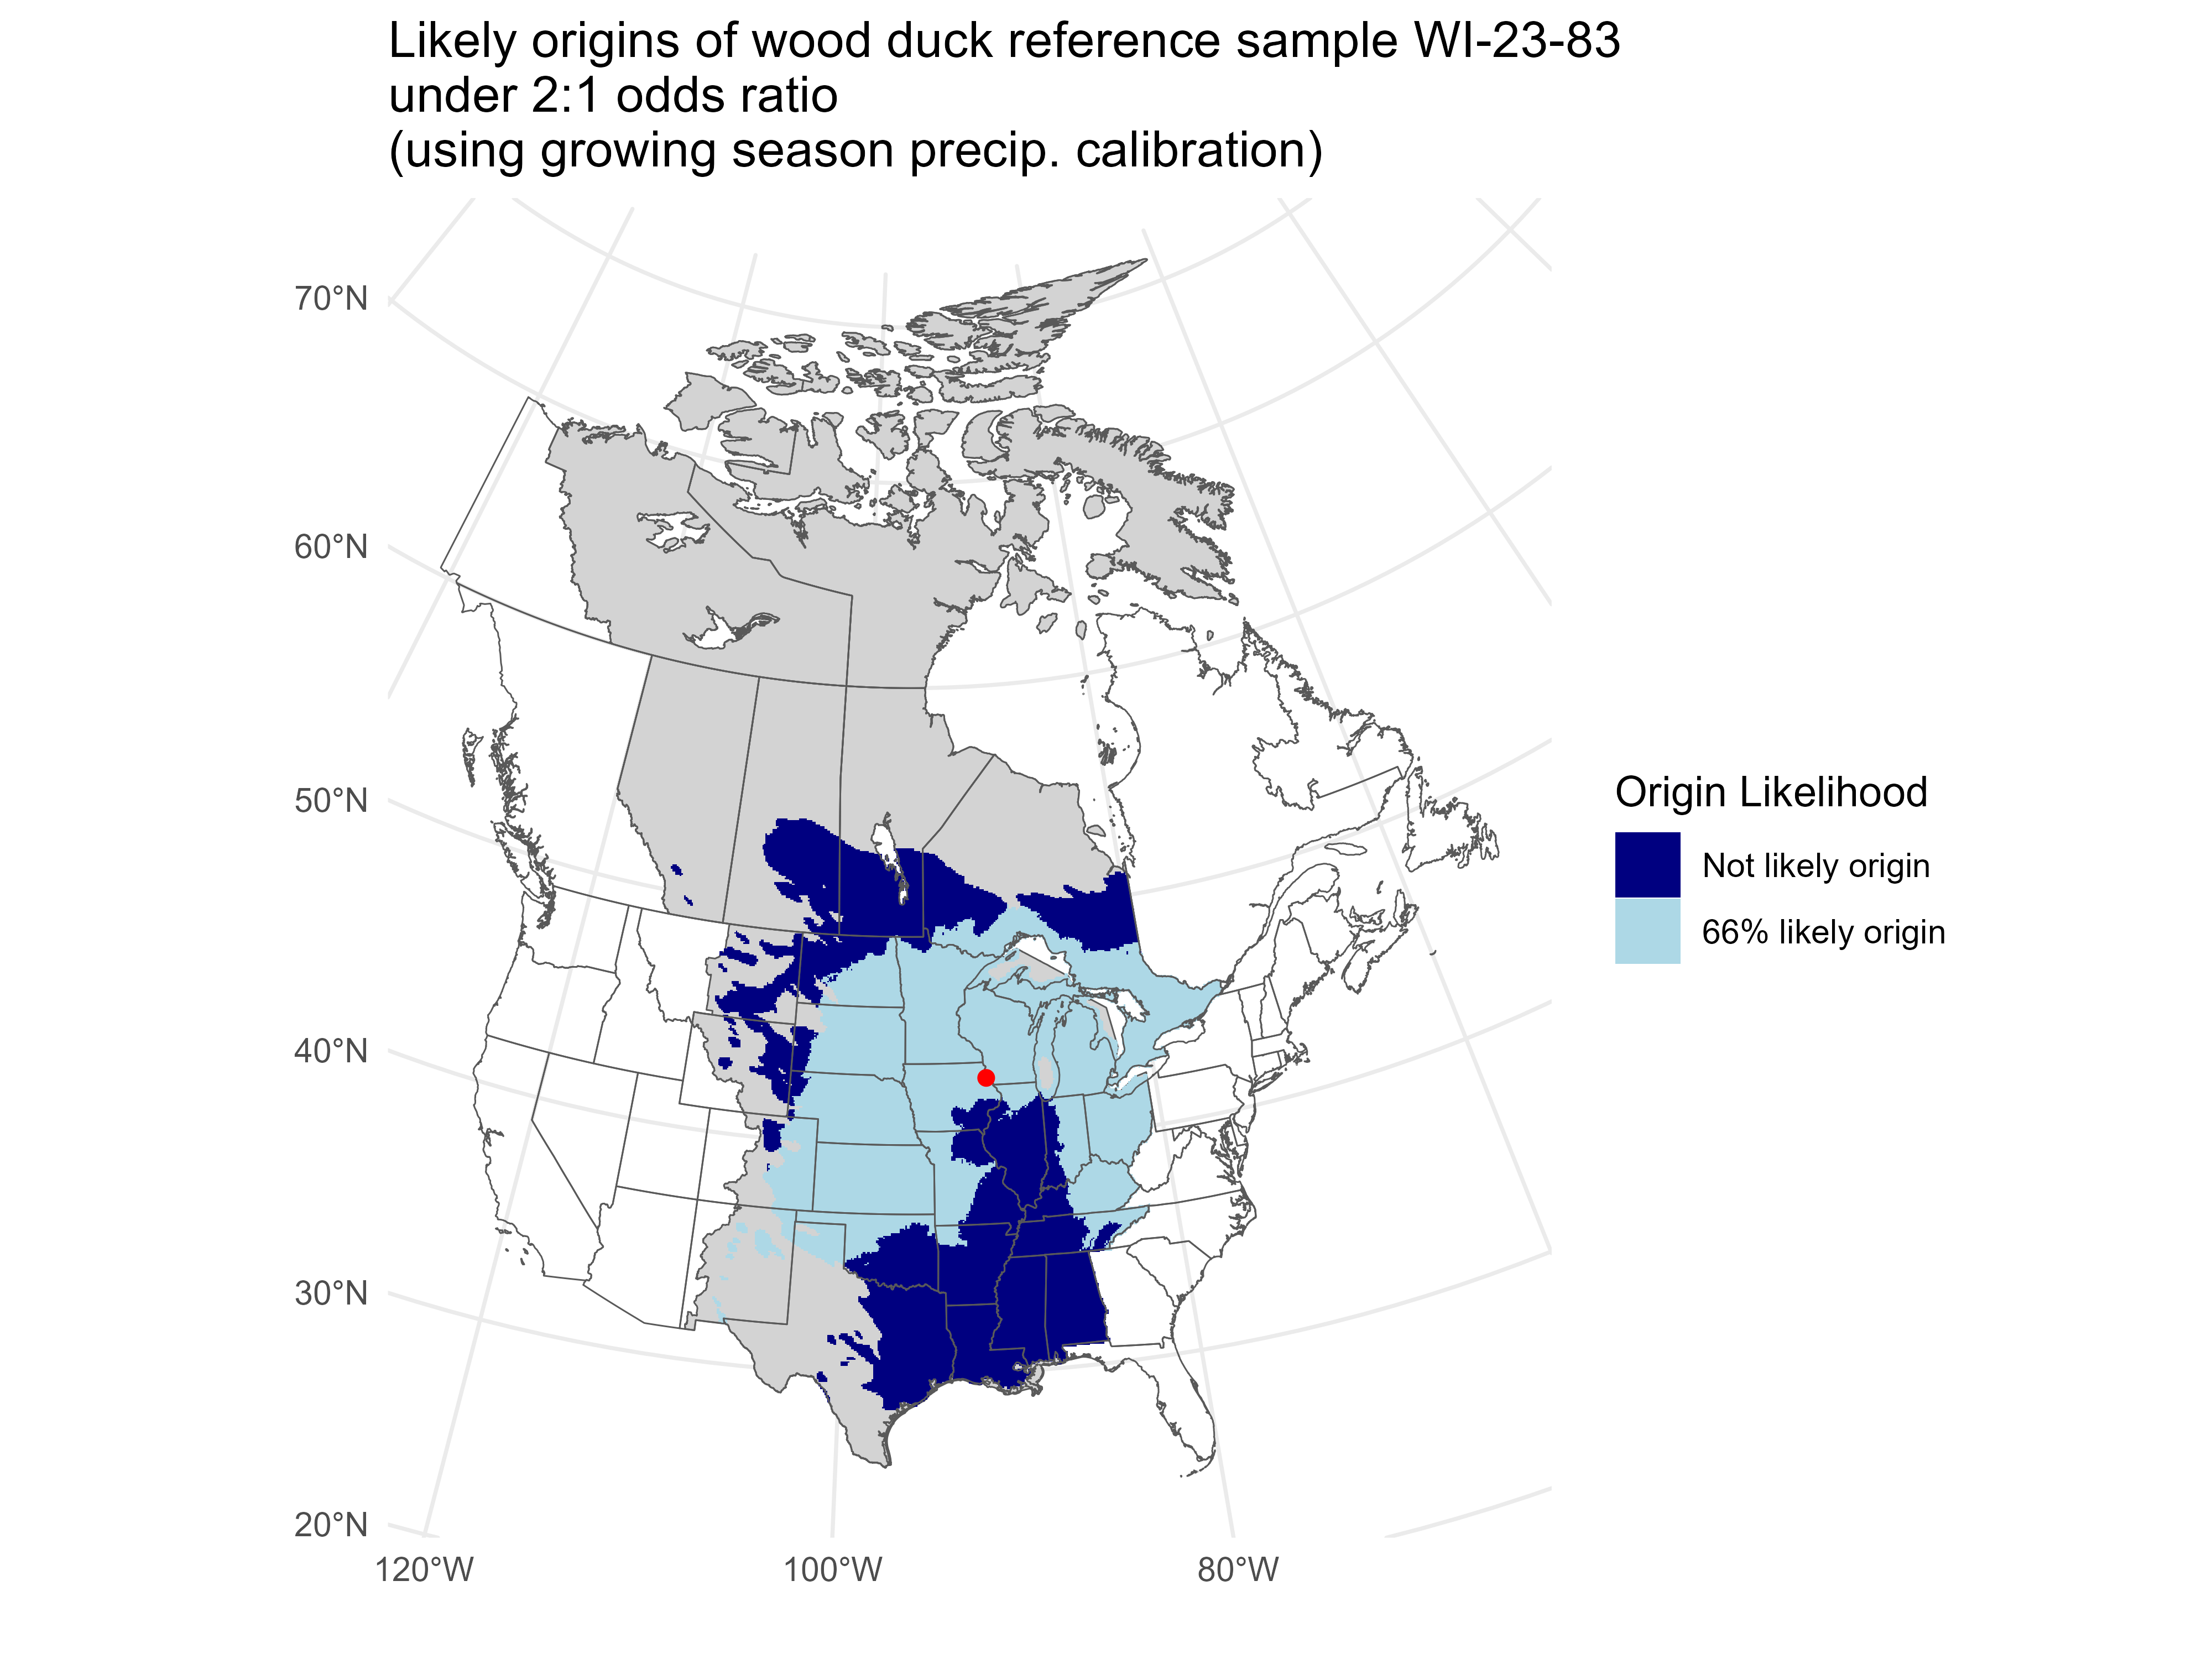 Likely origins of wood duck reference sample WI-23-83
under 2:1 odds ratio
(using growing season precip. calibration)
70°N
60°N
50°N
40°N
30°N
20°N
120°W
100°W
80°W
Origin Likelihood
Not likely origin
66% likely origin